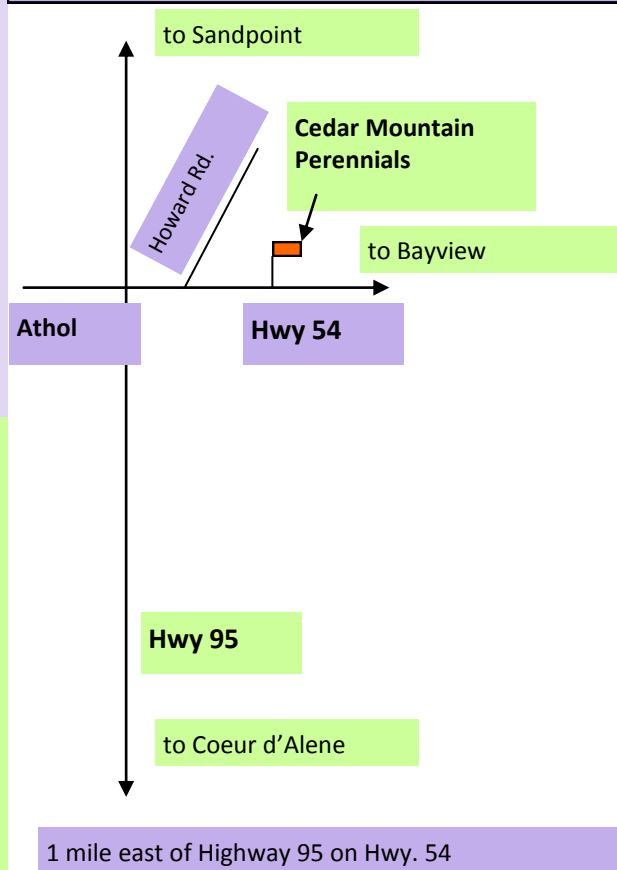 to Sandpoint
Howard Rd.
Cedar Mountain
Perennials
to Bayview
Athol
Hwy 54
Hwy 95
to Coeur d’Alene
1 mile east of Highway 95 on Hwy. 54